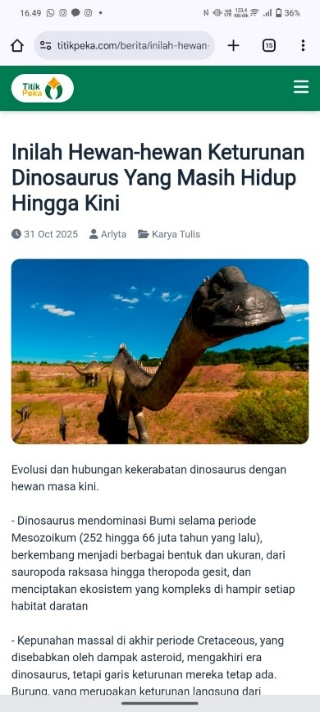 16.49
36%
titikpeka.com/berita/inilah-hewan-
15
Titik
Peka
Inilah Hewan-hewan Keturunan
Dinosaurus Yang Masih Hidup
Hingga Kini
31 Oct 2025 Arlyta Karya Tulis
Evolusi dan hubungan kekerabatan dinosaurus dengan
hewan masa kini.
- Dinosaurus mendominasi Bumi selama periode
Mesozoikum (252 hingga 66 juta tahun yang lalu),
berkembang menjadi berbagai bentuk dan ukuran, dari
sauropoda raksasa hingga theropoda gesit, dan
menciptakan ekosistem yang kompleks di hampir setiap
habitat daratan
- Kepunahan massal di akhir periode Cretaceous, yang
disebabkan oleh dampak asteroid, mengakhiri era
dinosaurus, tetapi garis keturunan mereka tetap ada.
Burung, yang merupakan keturunan langsung dari